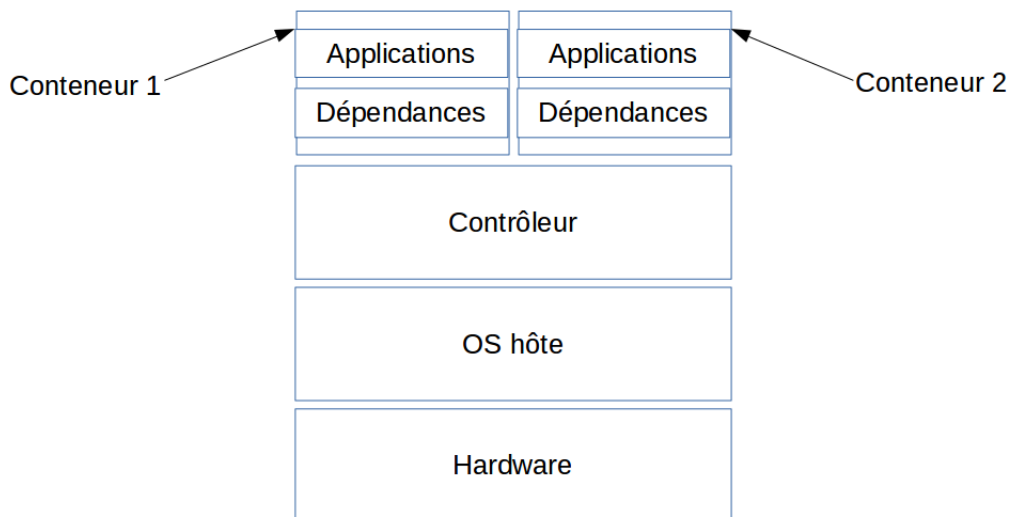 Applications
Applications
Conteneur 1
Conteneur 2
Dépendances
Dépendances
Contrôleur
OS hôte
Hardware